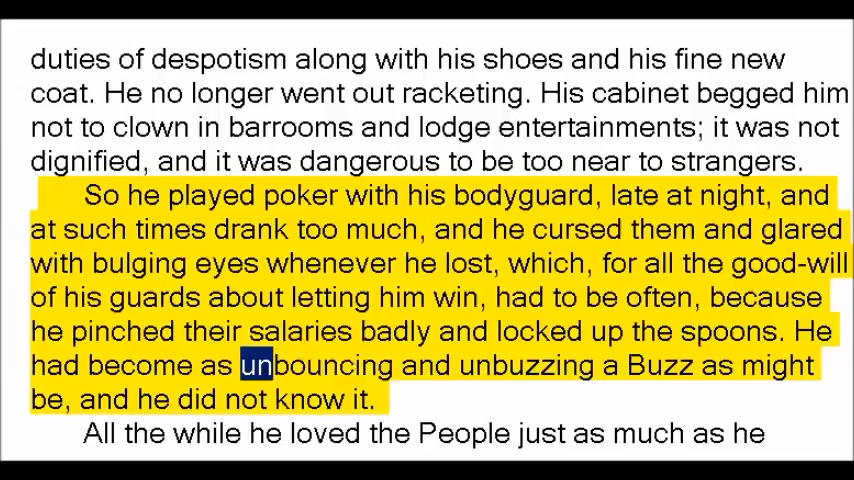 duties of despotism along with his shoes and his fine new
coat. He no longer went out racketing. His cabinet begged him
not to clown in barrooms and lodge entertainments; it was not
dignified, and it was dangerous to be too near to strangers.
So he played poker with his bodyguard, late at night, and
at such times drank too much, and he cursed them and glared
with bulging eyes whenever he lost, which, for all the good-will
of his guards about letting him win, had to be often, because
he pinched their salaries badly and locked up the spoons. He
had become as unbouncing and unbuzzing a Buzz as might
be, and he did not know it.
All the while he loved the People just as much as he